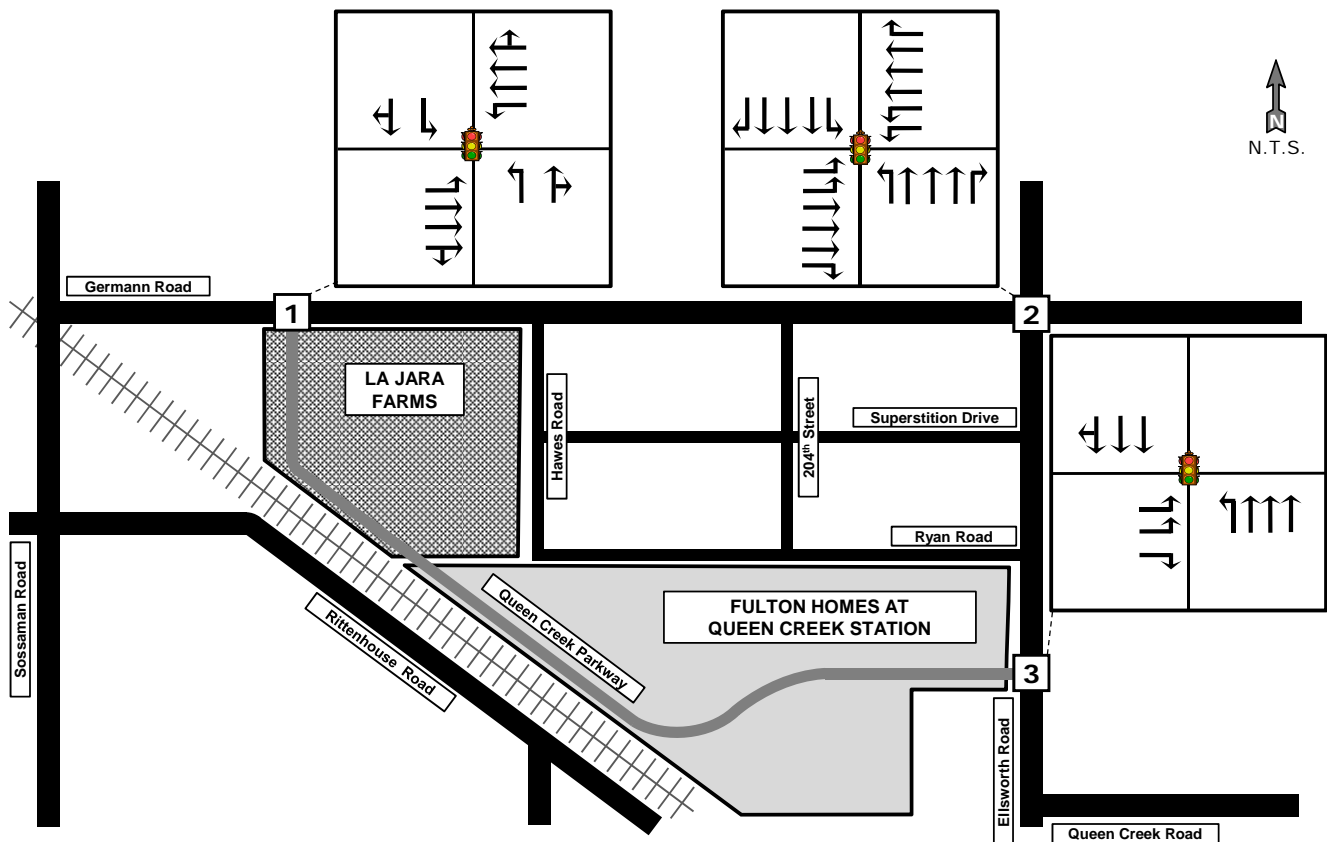 N
N.T.S.
Germann Road
1
2
LA JARA
FARMS
Hawes Road
204th Street
Superstition Drive
Ryan Road
Sossaman Road
Rittenhouse Road
Queen Creek Parkway
FULTON HOMES AT
QUEEN CREEK STATION
3
Ellsworth Road
Queen Creek Road